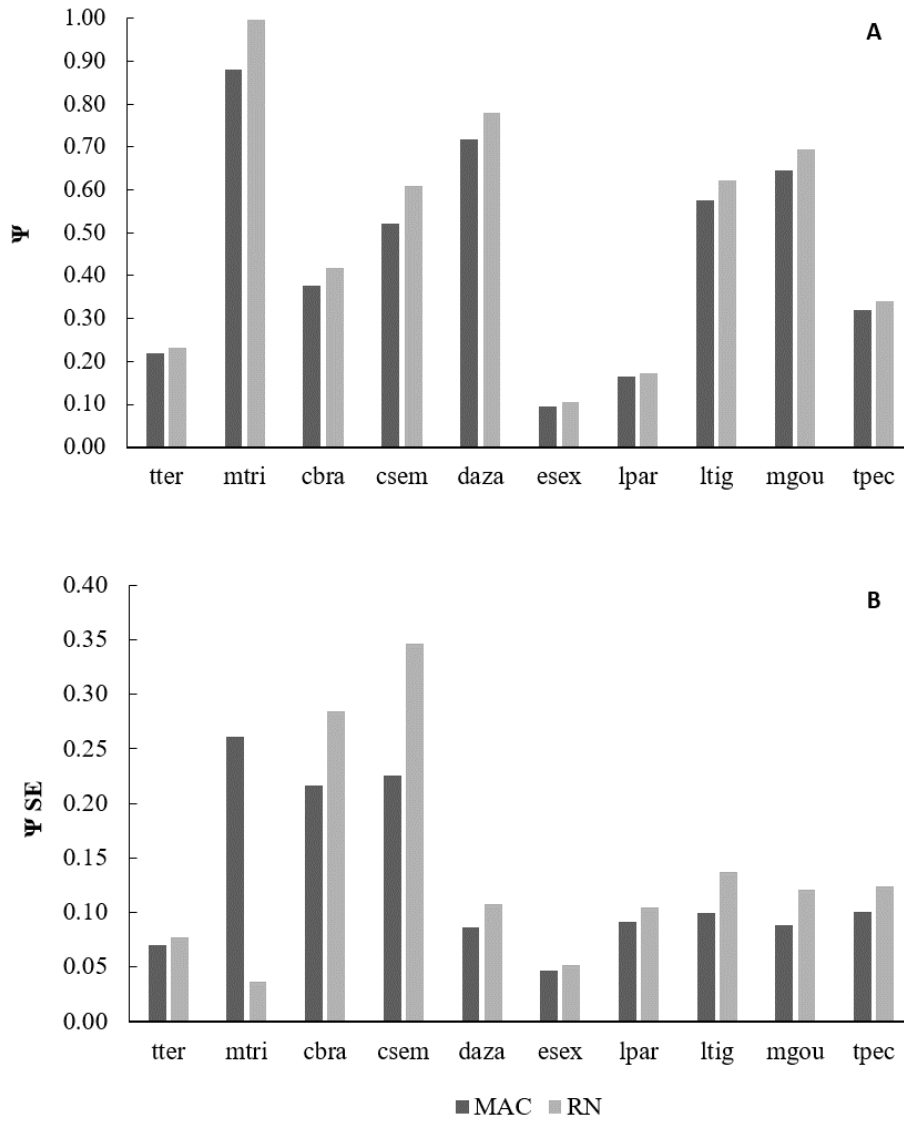 A
1.00
0.90
0.80
0.70
0.60
0.50
0.40
0.30
0.20
0.10
0.00
Ψ
tter mtri cbra csem daza esex lpar ltig mgou tpec
B
0.40
0.35
0.30
0.25
0.20
0.15
0.10
0.05
0.00
Ψ SE
tter mtri cbra csem daza esex lpar ltig mgou tpec
MAC RN